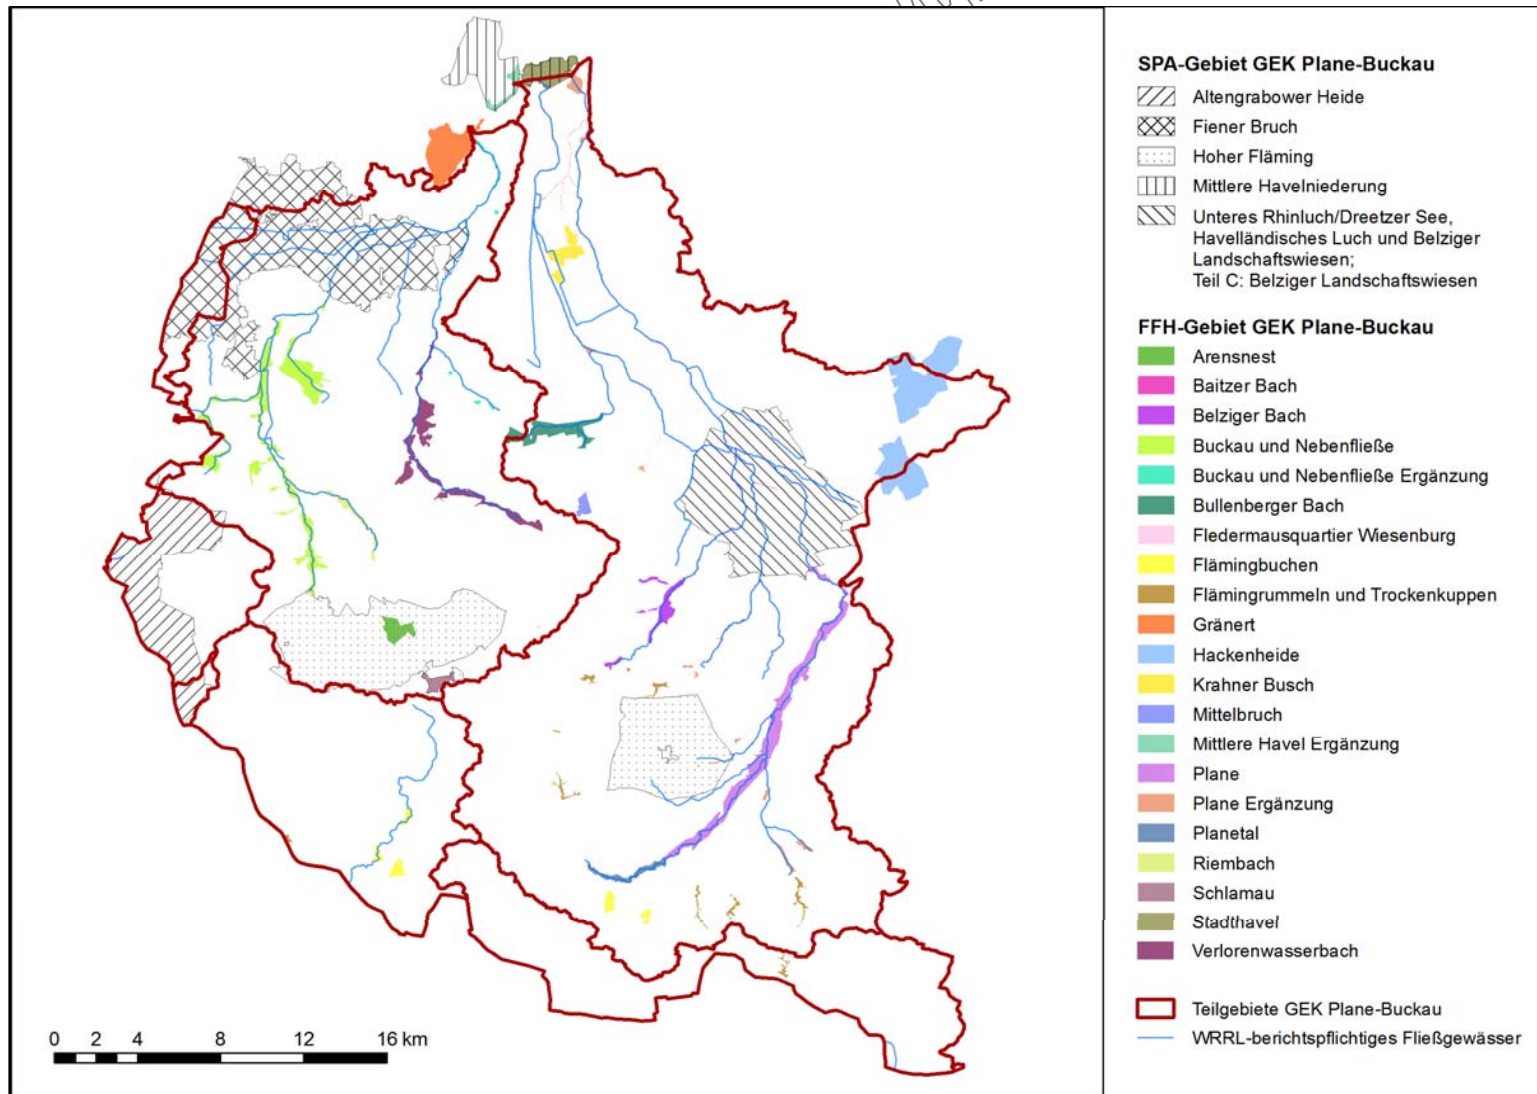 SPA-Gebiet GEK Plane-Buckau
Altengrabower Heide
Fiener Bruch
Hoher Fläming
Mittlere Havelniederung
Unteres Rhinluch/Dreetzer See,
Havelländisches Luch und Belziger
Landschaftswiesen;
Teil C: Belziger Landschaftswiesen
FFH-Gebiet GEK Plane-Buckau
Arensnest
Baitzer Bach
Belziger Bach
Buckau und Nebenfließe
Buckau und Nebenfließe Ergänzung
Bullenberger Bach
Fledermausquartier Wiesenburg
Flämingbuchen
Flämingrummeln und Trockenkuppen
Gränert
Hackenheide
Krahner Busch
Mittelbruch
Mittlere Havel Ergänzung
Plane
Plane Ergänzung
Planetal
Riembach
Schlamau
Stadthavel
Verlorenwasserbach
Teilgebiete GEK Plane-Buckau
WRRL-berichtspflichtiges Fließgewässer
0 2 4 8 12 16 km